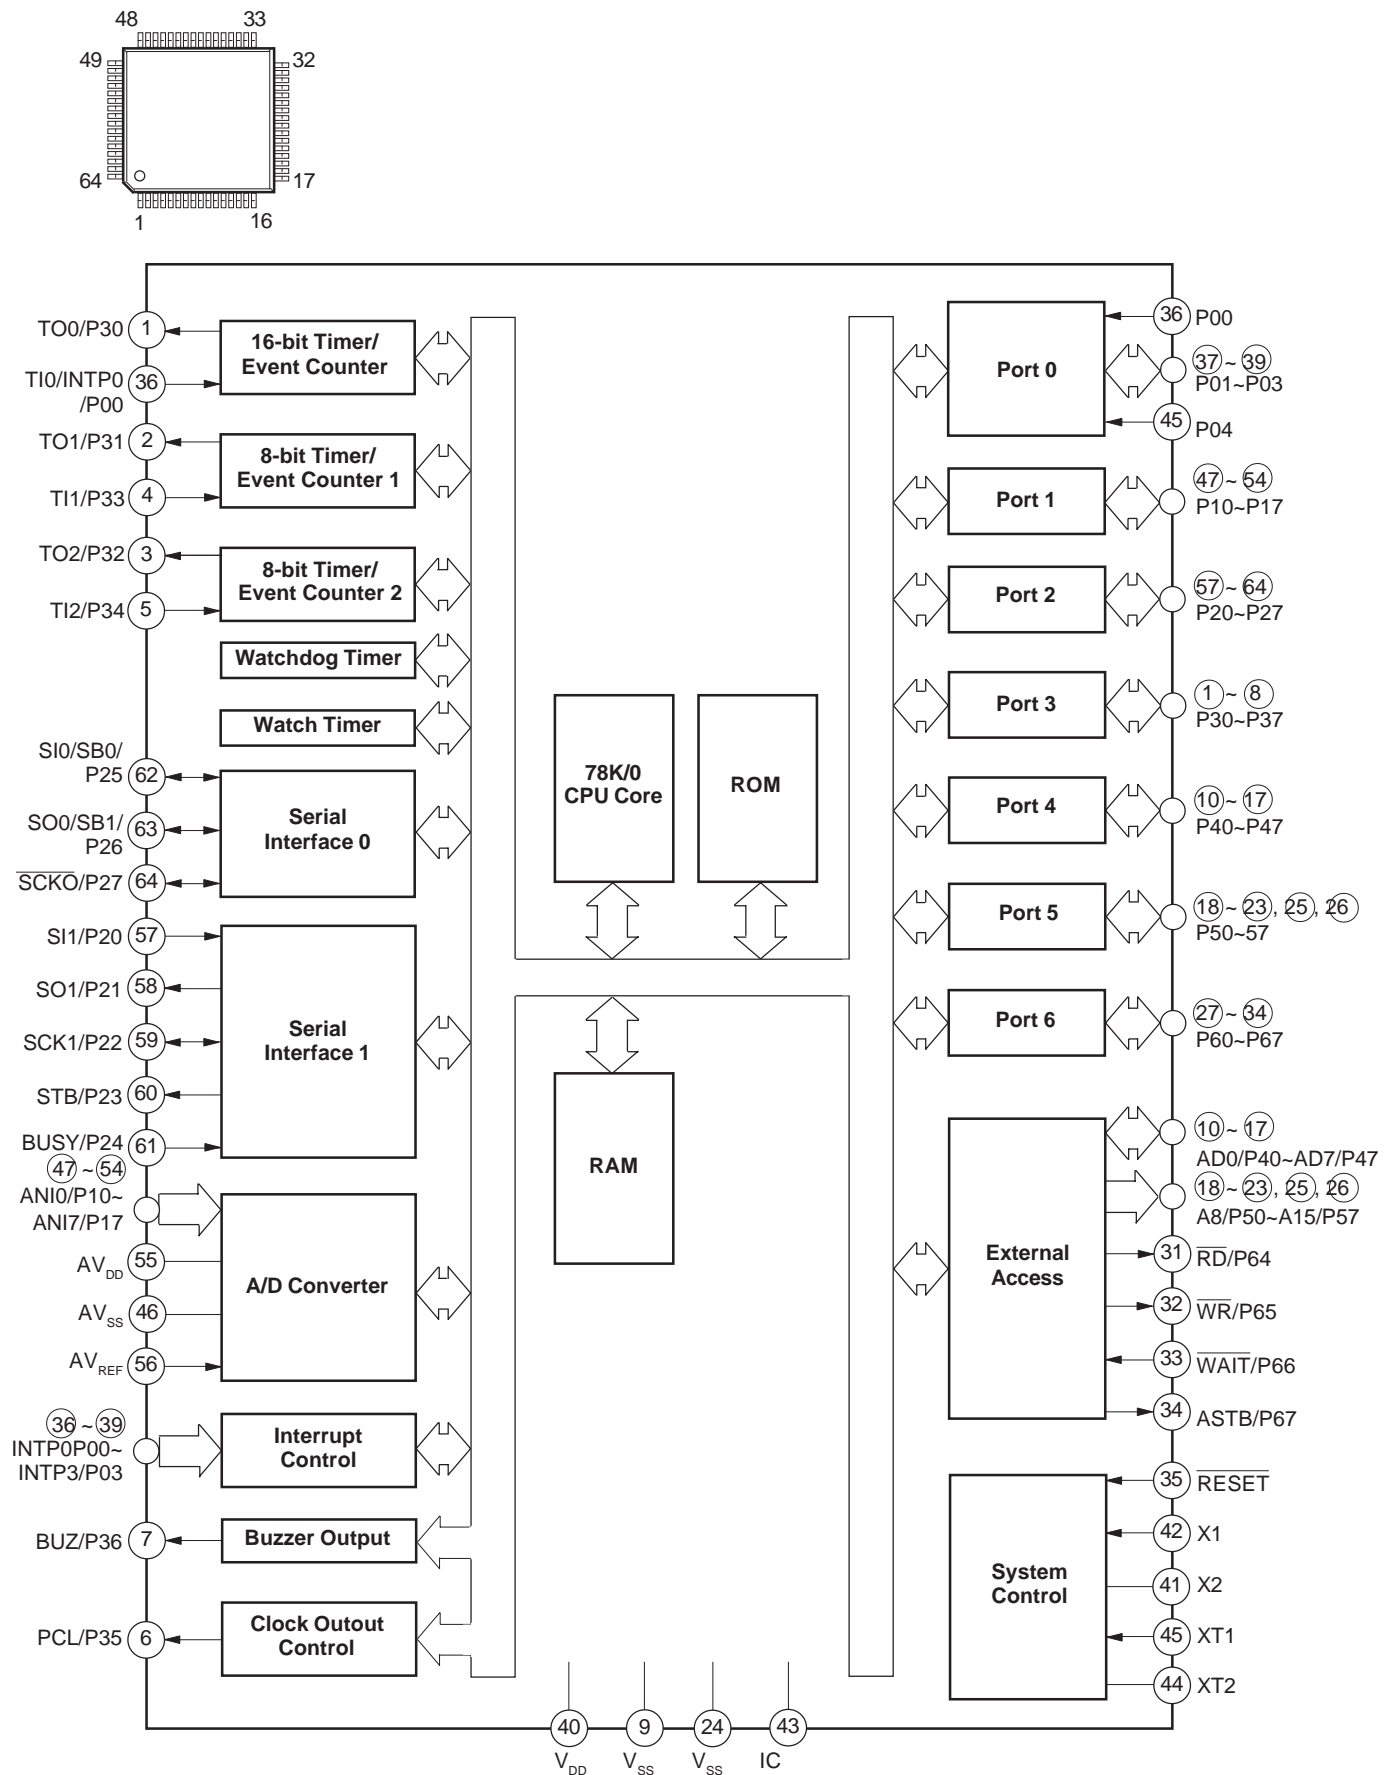 48 33
49 32
64 17
1 16
TO0/P30 1
16-bit Timer/
Event Counter
TI0/INTP0 36
/P00
TO1/P31 2
8-bit Timer/
Event Counter 1
TI1/P33 4
TO2/P32 3
8-bit Timer/
Event Counter 2
TI2/P34 5
Watchdog Timer
Watch Timer
SI0/SB0/
P25 62
SO0/SB1/ 63
P26
Serial
Interface 0
SCKO/P27 64
SI1/P20 57
SO1/P21 58
Serial
Interface 1
SCK1/P22 59
STB/P23 60
BUSY/P24 61
47 ~ 54
ANI0/P10~
ANI7/P17
AVDD 55
A/D Converter
AVSS 46
AVREF 56
36 ~ 39
INTP0P00~
INTP3/P03
Interrupt
Control
BUZ/P36 7
Buzzer Output
PCL/P35 6
Clock Outout
Control
78K/0
CPU Core
ROM
RAM
40 9 24 43
VDD VSS VSS IC
Port 0
36 P00
37 ~ 39
P01~P03
45 P04
Port 1
47 ~ 54
P10~P17
Port 2
57 ~ 64
P20~P27
Port 3
1 ~ 8
P30~P37
Port 4
10 ~ 17
P40~P47
Port 5
18 ~ 23, 25, 26
P50~57
Port 6
27 ~ 34
P60~P67
External
Access
10 ~ 17
AD0/P40~AD7/P47
18 ~ 23, 25, 26
A8/P50~A15/P57
31 RD/P64
32 WR/P65
33 WAIT/P66
34 ASTB/P67
System
Control
35 RESET
42 X1
41 X2
45 XT1
44 XT2